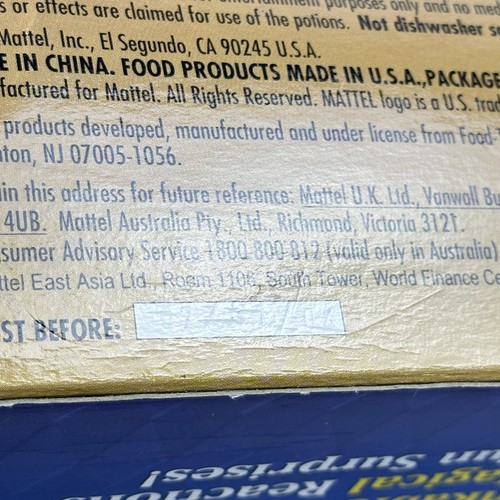 s or effects are claimed for use of the potions. Not dishwasher s
Mattel, Inc., El Segundo, CA 90245 U.S.A.
E IN CHINA. FOOD PRODUCTS MADE IN U.S.A., PACKAGE
factured for Mattel. All Rights Reserved. MATTEL logo is a U.S. trad
products developed, manufactured and under license from Food-
ton, NJ 07005-1056.
in this address for future reference: Mattel U.K. Ltd., Vanwall Bu
4UB. Mattel Australia Pty., Ltd., Richmond, Victoria 3121.
sumer Advisory Service 1800 800 812 (valid only in Australia)
ttel East Asia Ltd., Room 1106, South Tower, World Finance Ce
ST BEFORE:
un Surprises!
agical Reactions